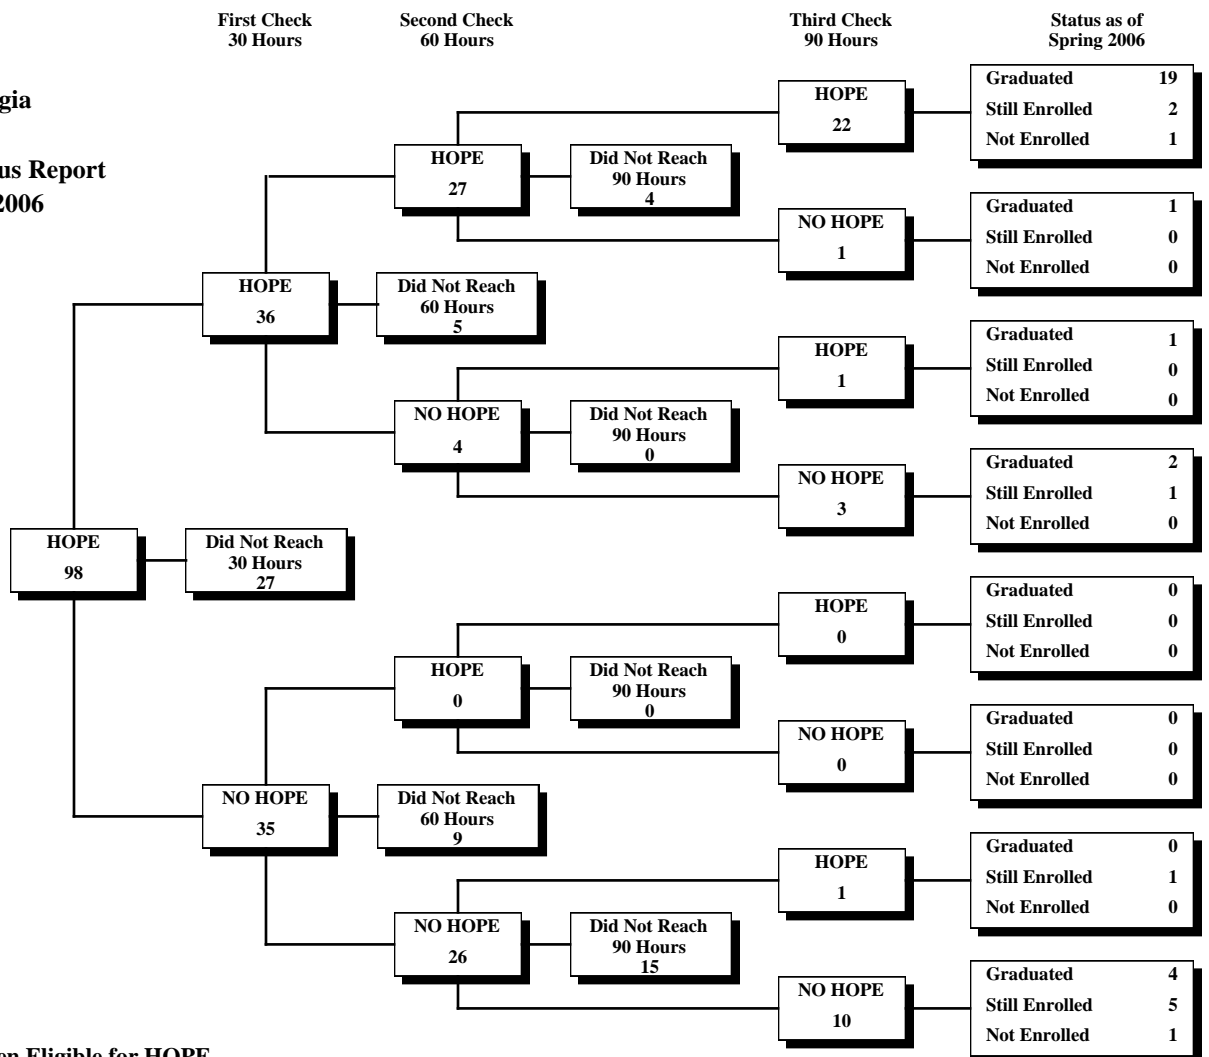 First Check
30 Hours
Second Check
60 Hours
Third Check
90 Hours
Status as of
Spring 2006
gia
us Report
2006
HOPE
98
Did Not Reach
30 Hours
27
HOPE
36
Did Not Reach
60 Hours
5
NO HOPE
35
Did Not Reach
60 Hours
9
HOPE
27
Did Not Reach
90 Hours
4
NO HOPE
4
Did Not Reach
90 Hours
0
HOPE
0
Did Not Reach
90 Hours
0
NO HOPE
26
Did Not Reach
90 Hours
15
HOPE
22
Graduated 19
Still Enrolled 2
Not Enrolled 1
NO HOPE
1
Graduated 1
Still Enrolled 0
Not Enrolled 0
HOPE
1
Graduated 1
Still Enrolled 0
Not Enrolled 0
NO HOPE
3
Graduated 2
Still Enrolled 1
Not Enrolled 0
HOPE
0
Graduated 0
Still Enrolled 0
Not Enrolled 0
NO HOPE
0
Graduated 0
Still Enrolled 0
Not Enrolled 0
HOPE
1
Graduated 0
Still Enrolled 1
Not Enrolled 0
NO HOPE
10
Graduated 4
Still Enrolled 5
Not Enrolled 1
en Eligible for HOPE